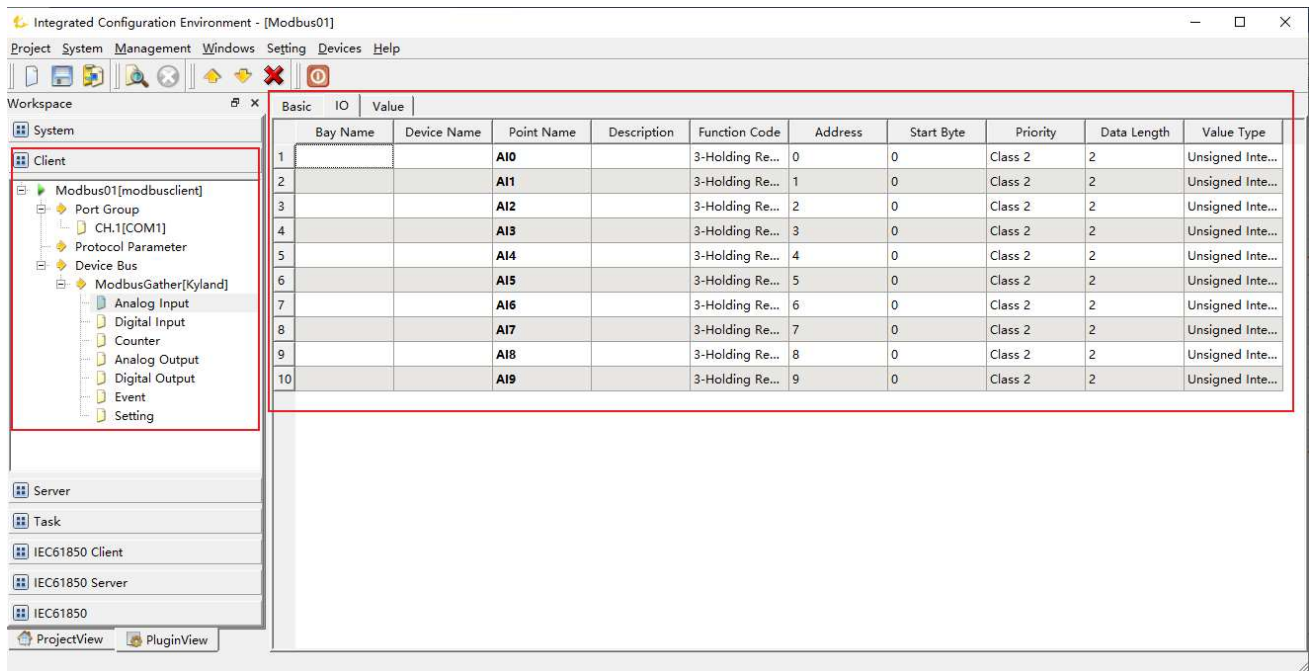 Integrated Configuration Environment - [Modbus01]
Project System Management Windows Setting Devices Help
Workspace
System
Client
Modbus01[modbusclient]
Port Group
CH.1[COM1]
Protocol Parameter
Device Bus
ModbusGather[Kyland]
Analog Input
Digital Input
Counter
Analog Output
Digital Output
Event
Setting
Server
Task
IEC61850 Client
IEC61850 Server
IEC61850
ProjectView PluginView
Basic IO Value
Bay Name Device Name Point Name Description Function Code Address Start Byte Priority Data Length Value Type
1 AI0 3-Holding Re... 0 0 Class 2 2 Unsigned Inte...
2 AI1 3-Holding Re... 1 0 Class 2 2 Unsigned Inte...
3 AI2 3-Holding Re... 2 0 Class 2 2 Unsigned Inte...
4 AI3 3-Holding Re... 3 0 Class 2 2 Unsigned Inte...
5 AI4 3-Holding Re... 4 0 Class 2 2 Unsigned Inte...
6 AI5 3-Holding Re... 5 0 Class 2 2 Unsigned Inte...
7 AI6 3-Holding Re... 6 0 Class 2 2 Unsigned Inte...
8 AI7 3-Holding Re... 7 0 Class 2 2 Unsigned Inte...
9 AI8 3-Holding Re... 8 0 Class 2 2 Unsigned Inte...
10 AI9 3-Holding Re... 9 0 Class 2 2 Unsigned Inte...